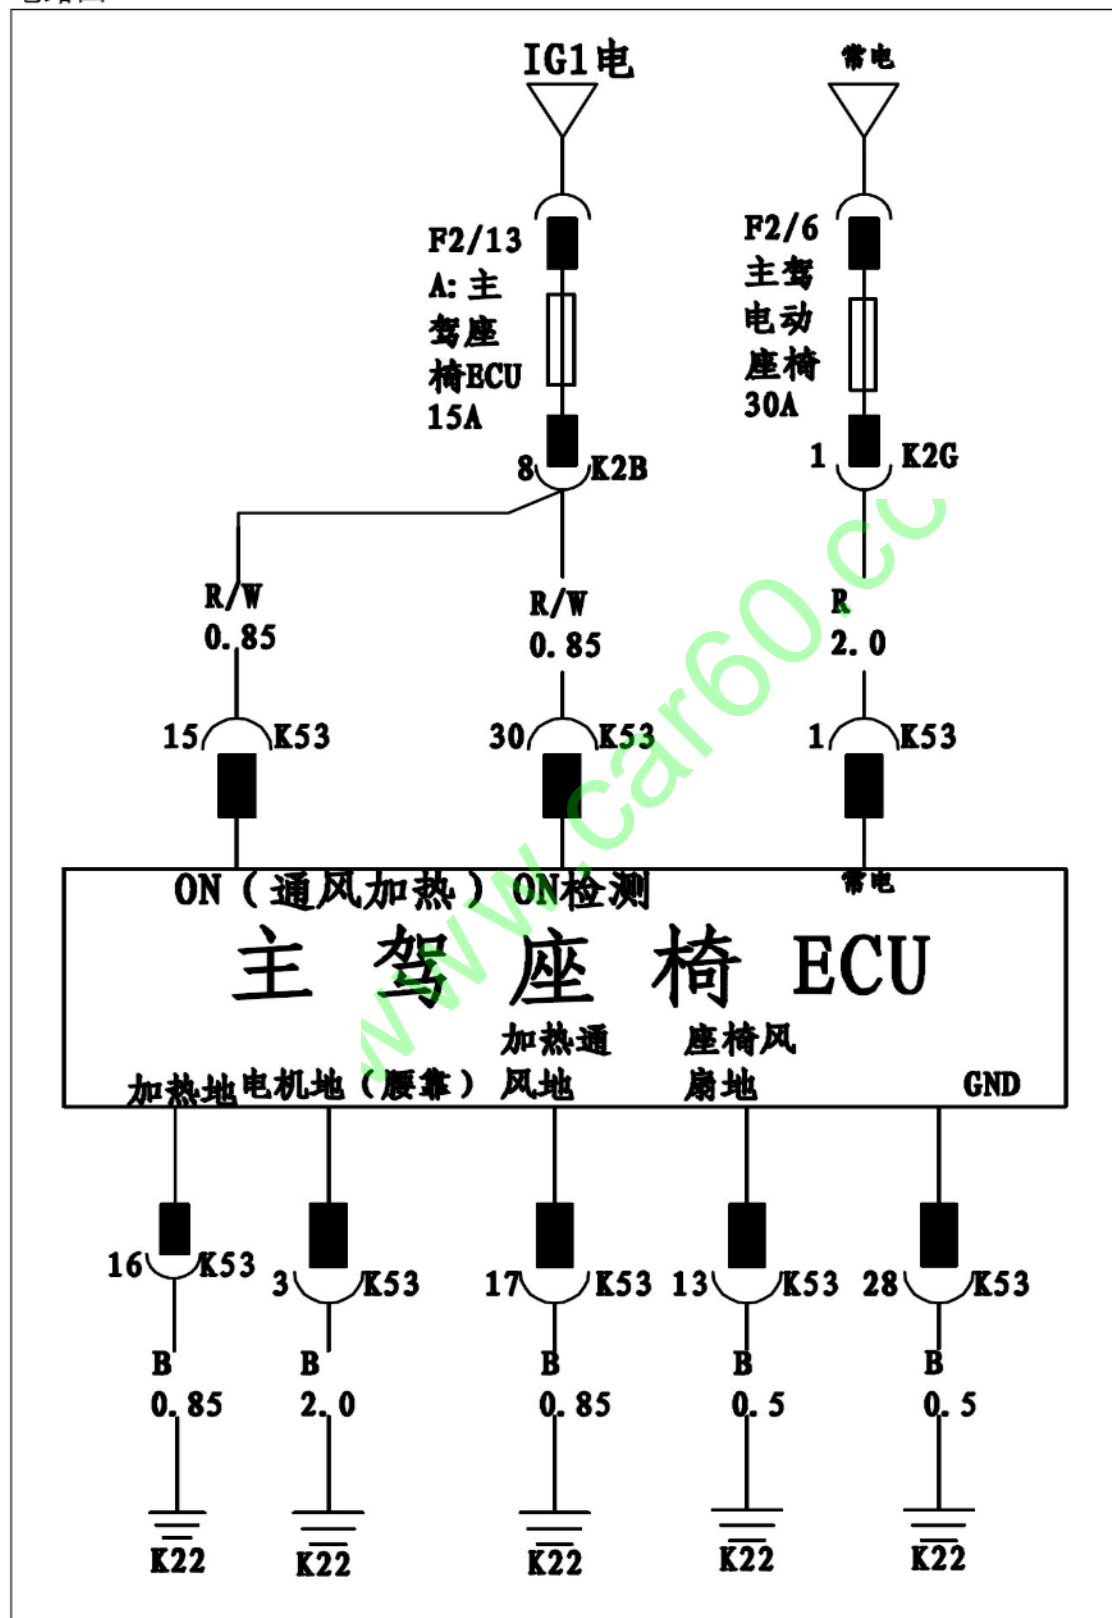 IG1电
常电
F2/13
A:主
驾座
椅ECU
15A
F2/6
主驾
电动
座椅
30A
8
K2B
1
K2G
R/W
0.85
R/W
0.85
R
2.0
15
K53
30
K53
1
K53
ON（通风加热）
ON检测
常电
主驾座椅ECU
加热地
电机地（腰靠）
加热通
风地
座椅风
扇地
GND
16
K53
3
K53
17
K53
13
K53
28
K53
B
0.85
B
2.0
B
0.85
B
0.5
B
0.5
K22
K22
K22
K22
K22